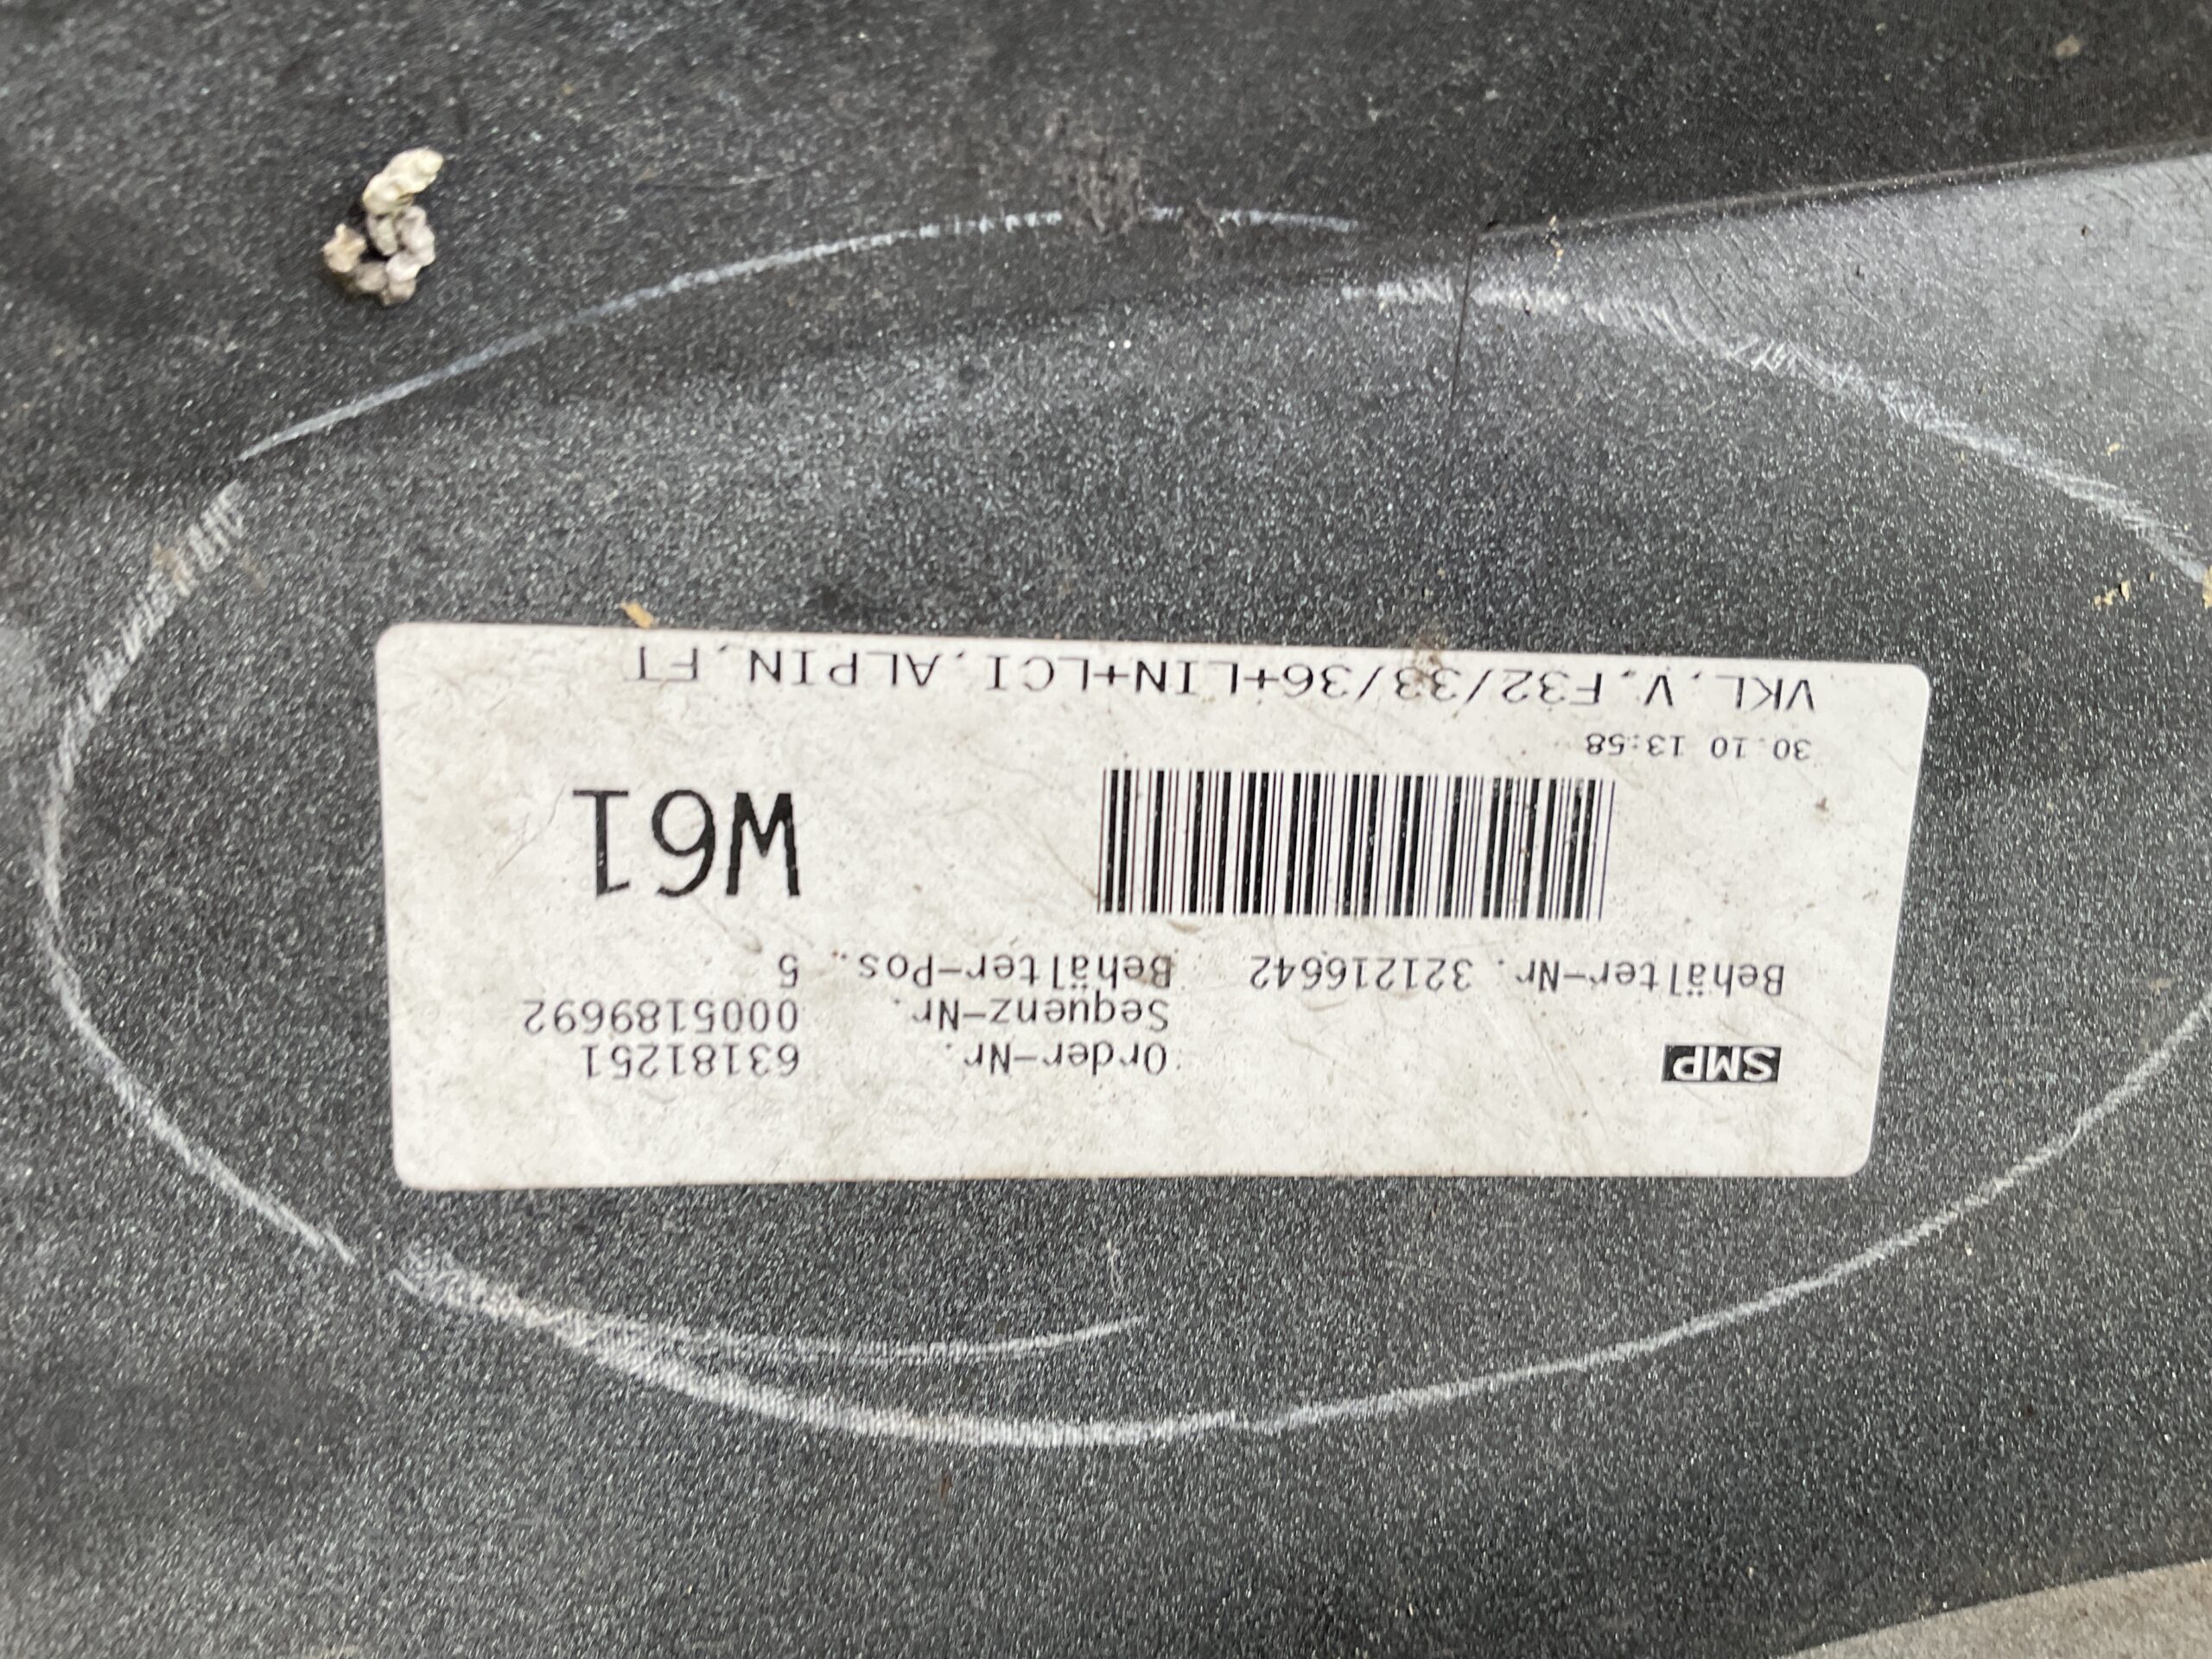 SMP Order-Nr. 63181251
Sequenz-Nr. 0005189692
Behälter-Nr. 321216642 Behälter-Pos.. 5
W61
30.10 13:58
VKL.V.F32/33/36+LIN+LCI.ALPIN.FT